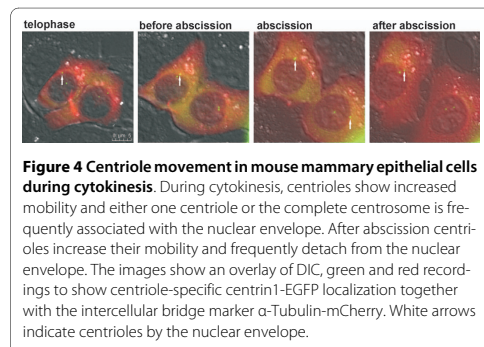 telophase before abscission abscission after abscission
Figure 4 Centriole movement in mouse mammary epithelial cells
during cytokinesis. During cytokinesis, centrioles show increased
mobility and either one centriole or the complete centrosome is fre-
quently associated with the nuclear envelope. After abscission centri-
oles increase their mobility and frequently detach from the nuclear
envelope. The images show an overlay of DIC, green and red record-
ings to show centriole-specific centrin1-EGFP localization together
with the intercellular bridge marker α-Tubulin-mCherry. White arrows
indicate centrioles by the nuclear envelope.